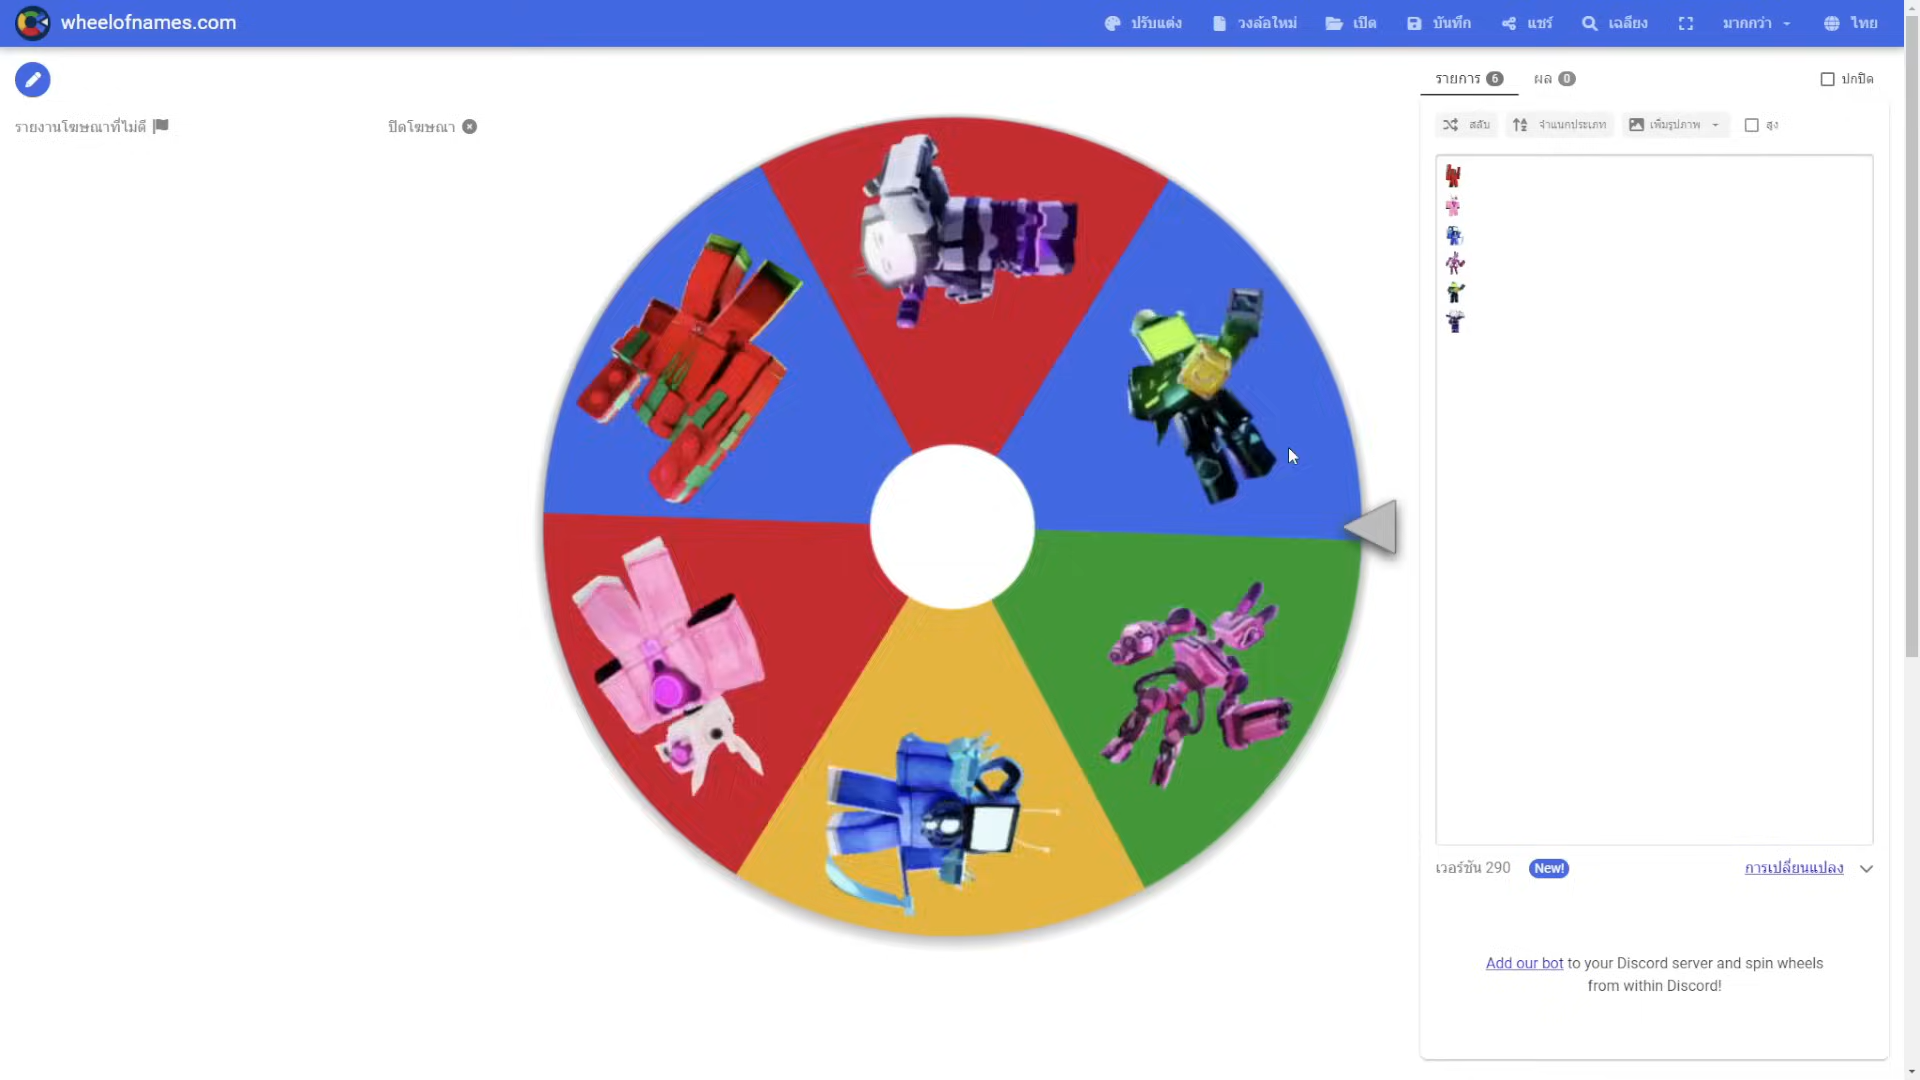 wheelofnames.com
ปรับแต่ง วงล้อใหม่ เปิด บันทึก แชร์ เฉลียง มากกว่า ไทย
รายงานโฆษณาที่ไม่ดี ปิดโฆษณา
รายการ 6 ผล 0 ปกปิด
สลับ จำแนกประเภท เพิ่มรูปภาพ สูง
เวอร์ชัน 290 New! การเปลี่ยนแปลง
Add our bot to your Discord server and spin wheels
from within Discord!